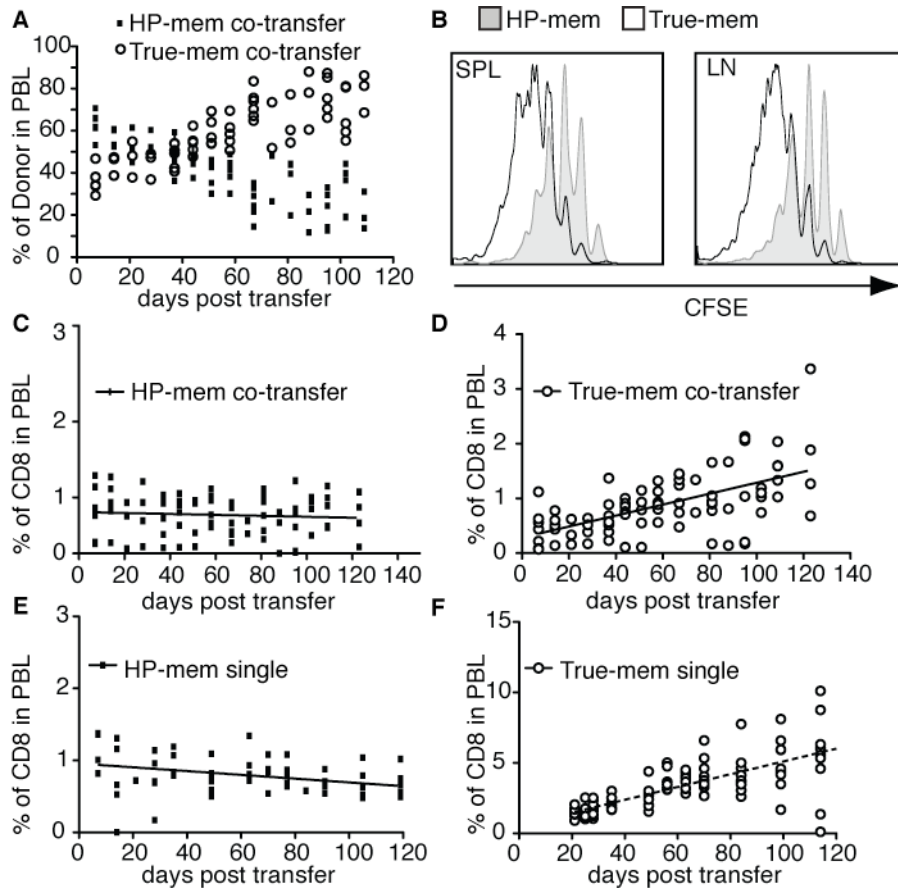 A
HP-mem co-transfer
True-mem co-transfer
% of Donor in PBL
100
80
60
40
20
0
0 20 40 60 80 100 120
days post transfer
B
HP-mem True-mem
SPL
LN
CFSE
C
HP-mem co-transfer
% of CD8 in PBL
3
2
1
0
0 20 40 60 80 100 120 140
days post transfer
D
True-mem co-transfer
% of CD8 in PBL
4
3
2
1
0
0 20 40 60 80 100 120 140
days post transfer
E
HP-mem single
% of CD8 in PBL
3
2
1
0
0 20 40 60 80 100 120
days post transfer
F
True-mem single
% of CD8 in PBL
15
10
5
0
0 20 40 60 80 100 120
days post transfer